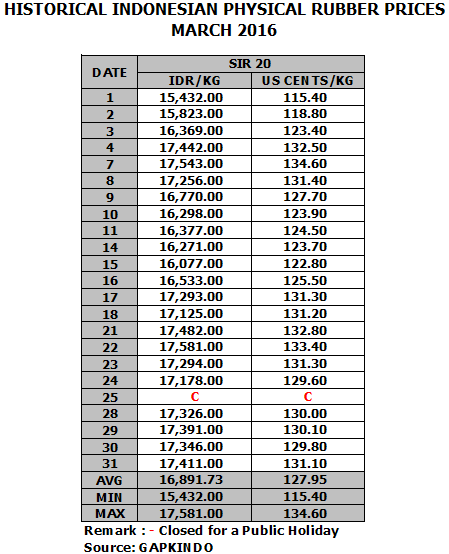 HISTORICAL INDONESIAN PHYSICAL RUBBER PRICES
MARCH 2016
DATE SIR 20
IDR/KG US CENTS/KG
1 15,432.00 115.40
2 15,823.00 118.80
3 16,369.00 123.40
4 17,442.00 132.50
7 17,543.00 134.60
8 17,256.00 131.40
9 16,770.00 127.70
10 16,298.00 123.90
11 16,377.00 124.50
14 16,271.00 123.70
15 16,077.00 122.80
16 16,533.00 125.50
17 17,293.00 131.30
18 17,125.00 131.20
21 17,482.00 132.80
22 17,581.00 133.40
23 17,294.00 131.30
24 17,178.00 129.60
25 C C
28 17,326.00 130.00
29 17,391.00 130.10
30 17,346.00 129.80
31 17,411.00 131.10
AVG 16,891.73 127.95
MIN 15,432.00 115.40
MAX 17,581.00 134.60
Remark : - Closed for a Public Holiday
Source: GAPKINDO